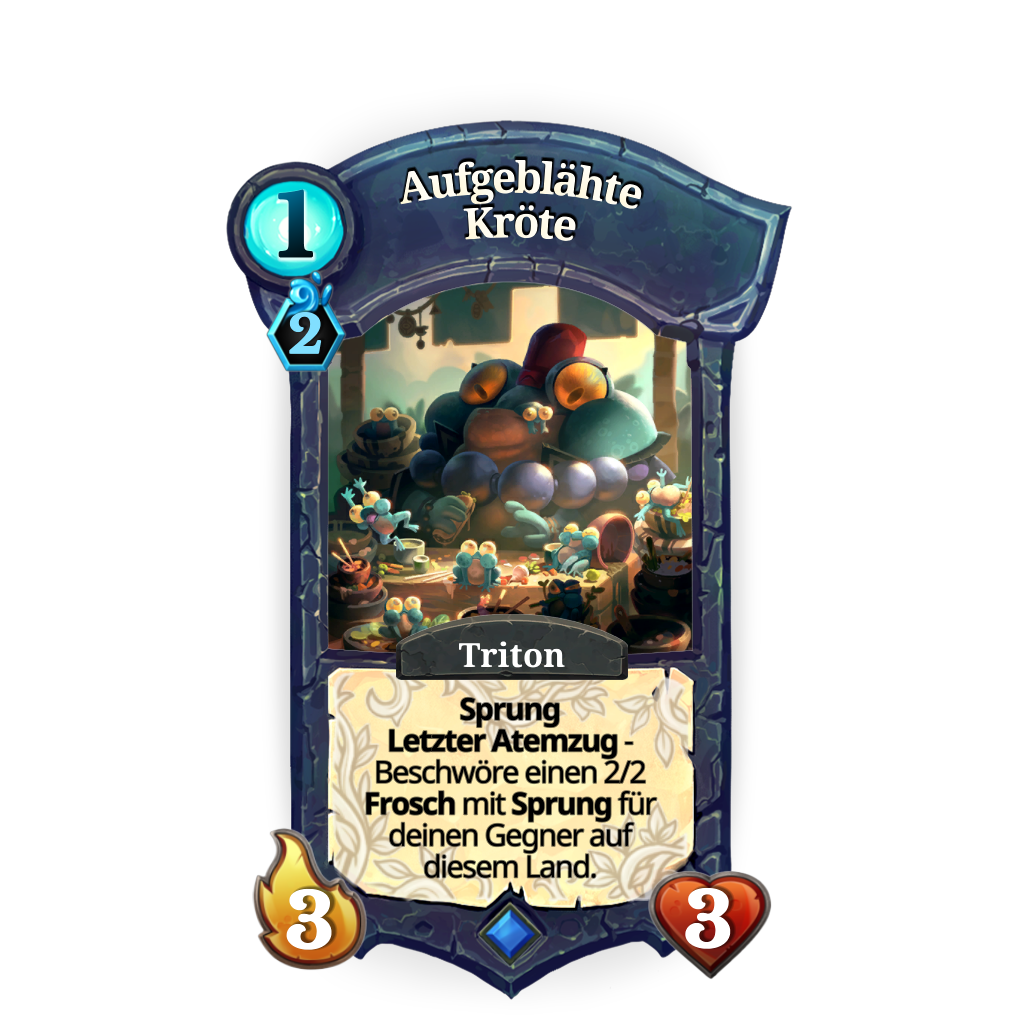 1
Aufgeblähte
Kröte
2
Triton
Sprung
Letzter Atemzug -
Beschwöre einen 2/2
Frosch mit Sprung für
deinen Gegner auf
diesem Land.
3
3